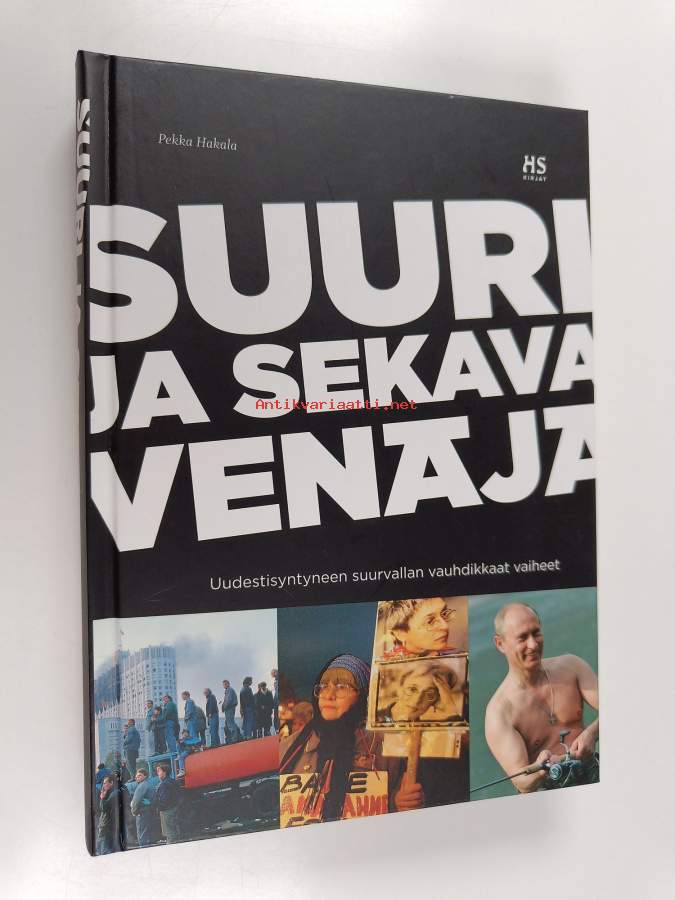 Pekka Hakala
HS
KIRJAT
SUURI
JA SEKAVA
Antikvariaatti.net
VENÄJÄ
Uudestisyntyneen suurvallan vauhdikkaat vaiheet